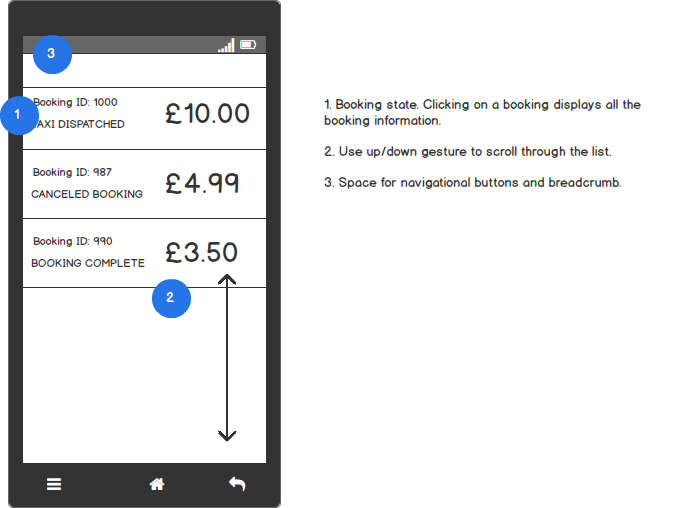 3
Booking ID: 1000
1
AXI DISPATCHED
£10.00
Booking ID: 987
CANCELED BOOKING
£4.99
Booking ID: 990
BOOKING COMPLETE
£3.50
2
1. Booking state. Clicking on a booking displays all the
booking information.
2. Use up/down gesture to scroll through the list.
3. Space for navigational buttons and breadcrumb.